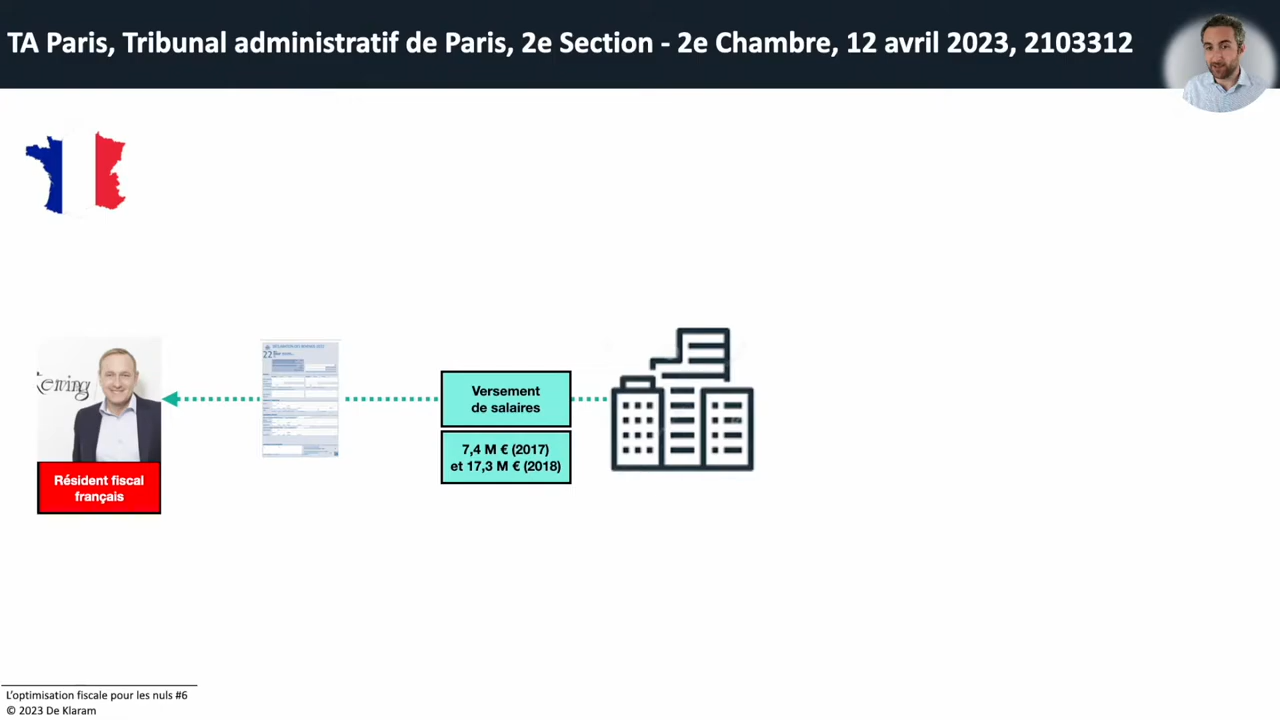 TA Paris, Tribunal administratif de Paris, 2e Section - 2e Chambre, 12 avril 2023, 2103312
Versement
de salaires
7,4 M € (2017)
et 17,3 M € (2018)
Résident fiscal
français
L'optimisation fiscale pour les nuls #6
© 2023 De Klaram